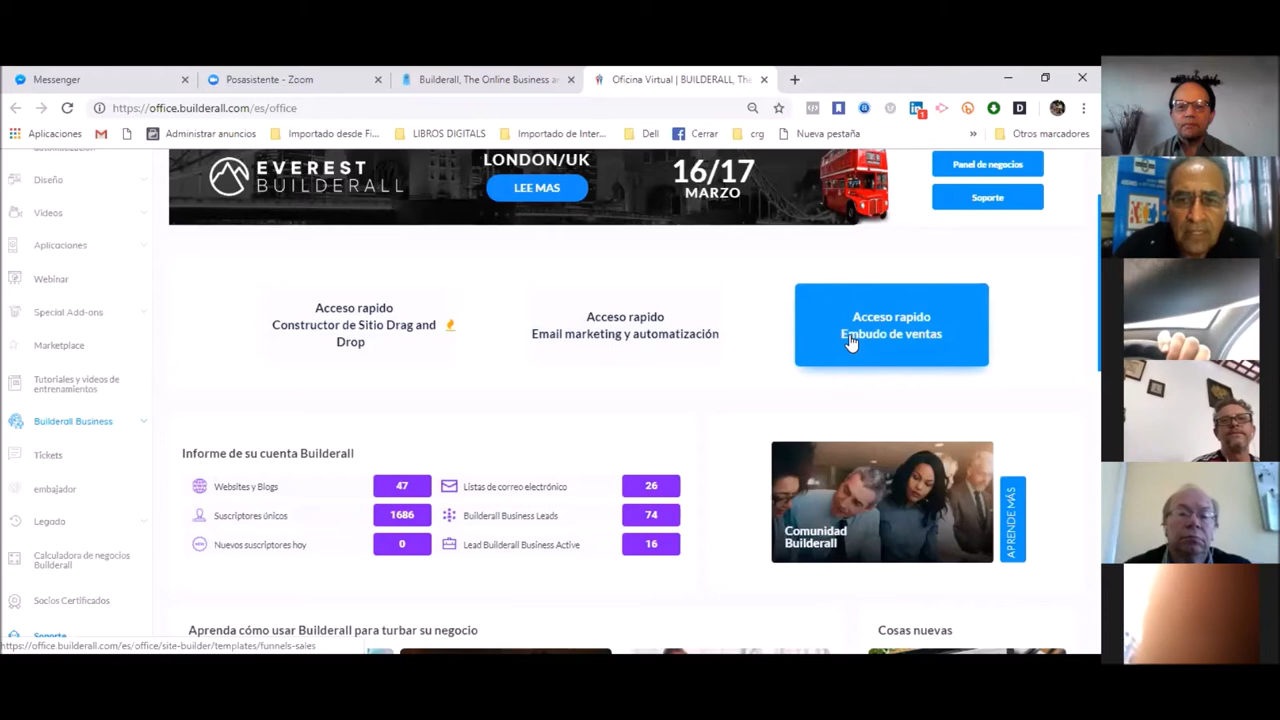 Messenger
Posasistente - Zoom
Builderall, The Online Business an
Oficina Virtual | BUILDERALL, The
https://office.builderall.com/es/office
1
Aplicaciones
Administrar anuncios
Importado desde Fi...
LIBROS DIGITALS
Importado de Inter...
Dell
Cerrar
crg
Nueva pestaña
»
Otros marcadores
Diseño
Videos
Aplicaciones
Webinar
Special Add-ons
Marketplace
Tutoriales y videos de
entrenamientos
Builderall Business
Tickets
embajador
Legado
Calculadora de negocios
Builderall
Socios Certificados
Soporte
EVEREST
BUILDERALL
LONDON/UK
LEE MAS
16/17
MARZO
Panel de negocios
Soporte
Acceso rapido
Constructor de Sitio Drag and
Drop
Acceso rapido
Email marketing y automatización
Acceso rapido
Embudo de ventas
Informe de su cuenta Builderall
Websites y Blogs 47
Listas de correo electrónico 26
Suscriptores únicos 1686
Builderall Business Leads 74
Nuevos suscriptores hoy 0
Lead Builderall Business Active 16
Comunidad
Builderall
APRENDE MÁS
Aprenda cómo usar Builderall para turbar su negocio
Cosas nuevas
https://office.builderall.com/es/office/site-builder/templates/funnels-sales